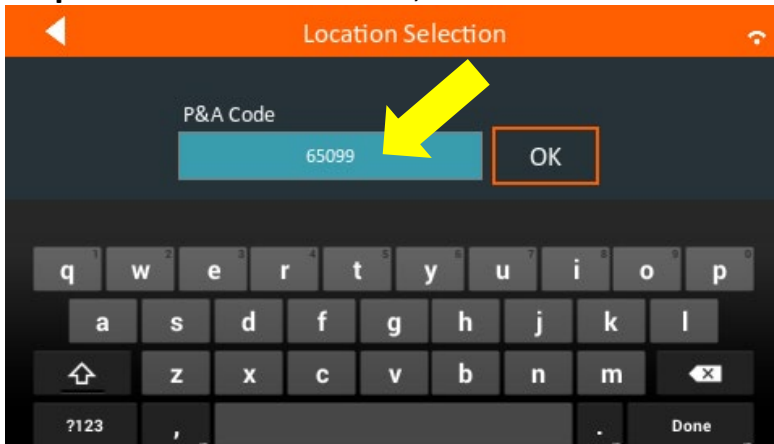 Location Selection
P&A Code
65099
OK
q 1 w 2 e 3 r 4 t 5 y 6 u 7 i 8 o 9 p 0
a s d f g h j k l
z x c v b n m
?123 , . Done